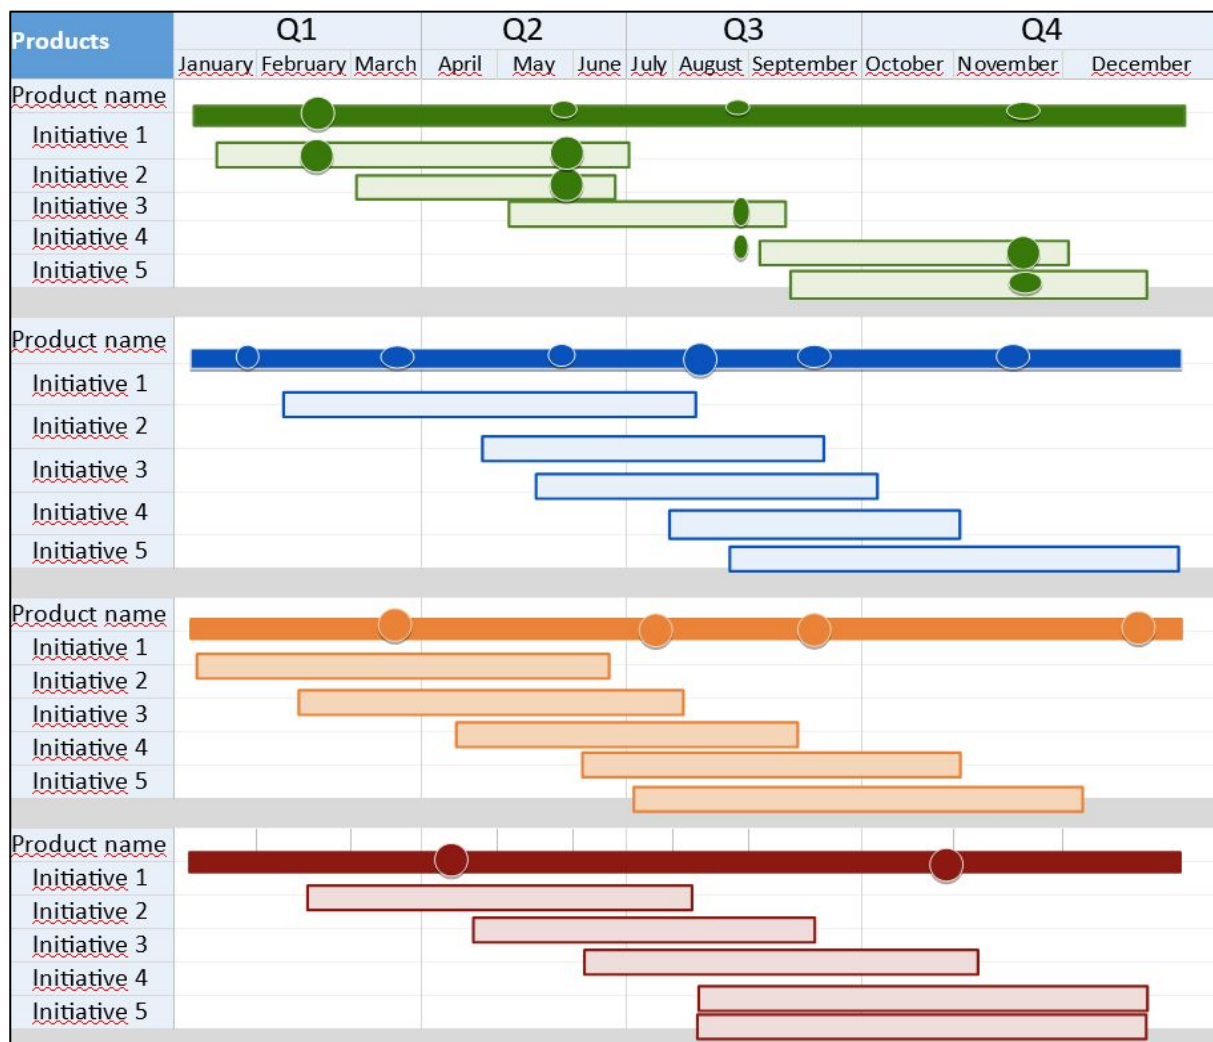 Products
Q1 Q2 Q3 Q4
January February March April May June July August September October November December
Product name
Initiative 1
Initiative 2
Initiative 3
Initiative 4
Initiative 5
Product name
Initiative 1
Initiative 2
Initiative 3
Initiative 4
Initiative 5
Product name
Initiative 1
Initiative 2
Initiative 3
Initiative 4
Initiative 5
Product name
Initiative 1
Initiative 2
Initiative 3
Initiative 4
Initiative 5